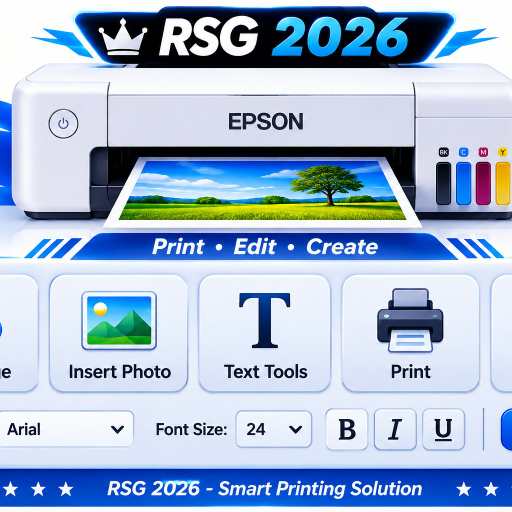 RSG 2026
EPSON
BK C M Y
Print • Edit • Create
T
Insert Photo Text Tools Print
Arial Font Size: 24 B I U
RSG 2026 - Smart Printing Solution